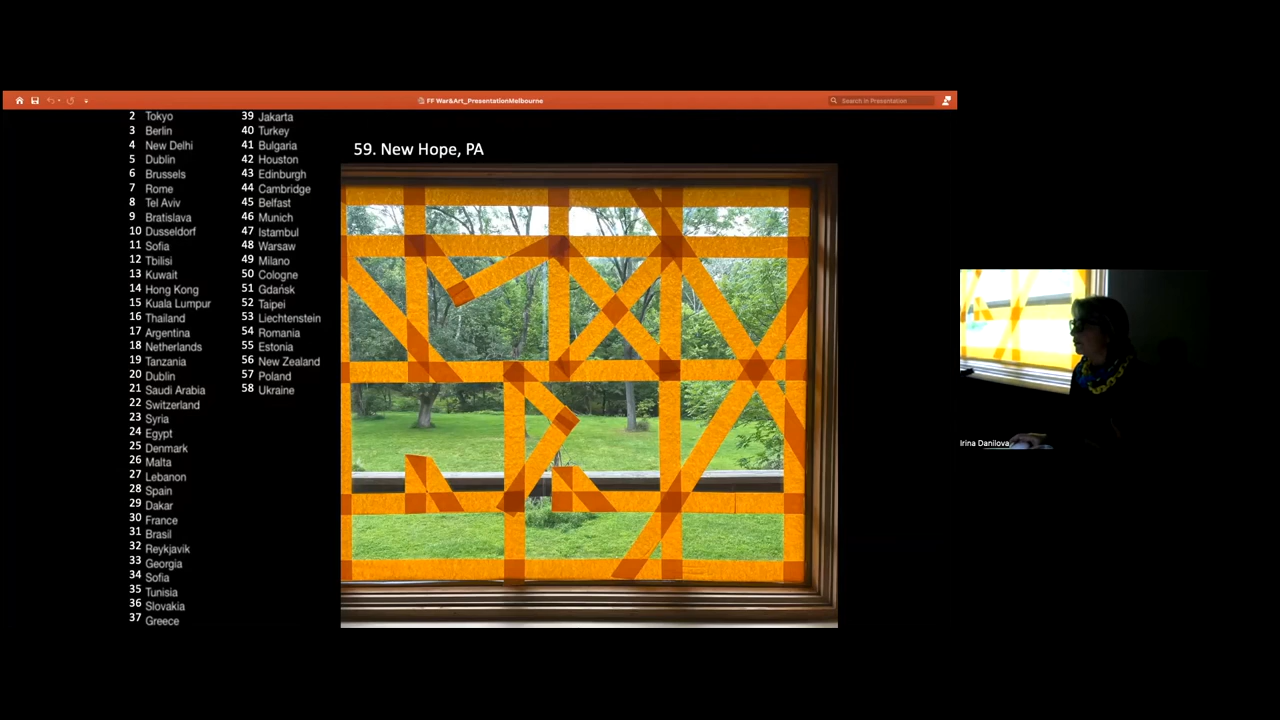 FF War&Art_PresentationMelbourne
Search in Presentation
2 Tokyo
3 Berlin
4 New Delhi
5 Dublin
6 Brussels
7 Rome
8 Tel Aviv
9 Bratislava
10 Dusseldorf
11 Sofia
12 Tbilisi
13 Kuwait
14 Hong Kong
15 Kuala Lumpur
16 Thailand
17 Argentina
18 Netherlands
19 Tanzania
20 Dublin
21 Saudi Arabia
22 Switzerland
23 Syria
24 Egypt
25 Denmark
26 Malta
27 Lebanon
28 Spain
29 Dakar
30 France
31 Brasil
32 Reykjavik
33 Georgia
34 Sofia
35 Tunisia
36 Slovakia
37 Greece
39 Jakarta
40 Turkey
41 Bulgaria
42 Houston
43 Edinburgh
44 Cambridge
45 Belfast
46 Munich
47 Istambul
48 Warsaw
49 Milano
50 Cologne
51 Gdańsk
52 Taipei
53 Liechtenstein
54 Romania
55 Estonia
56 New Zealand
57 Poland
58 Ukraine
59. New Hope, PA
Irina Danilova